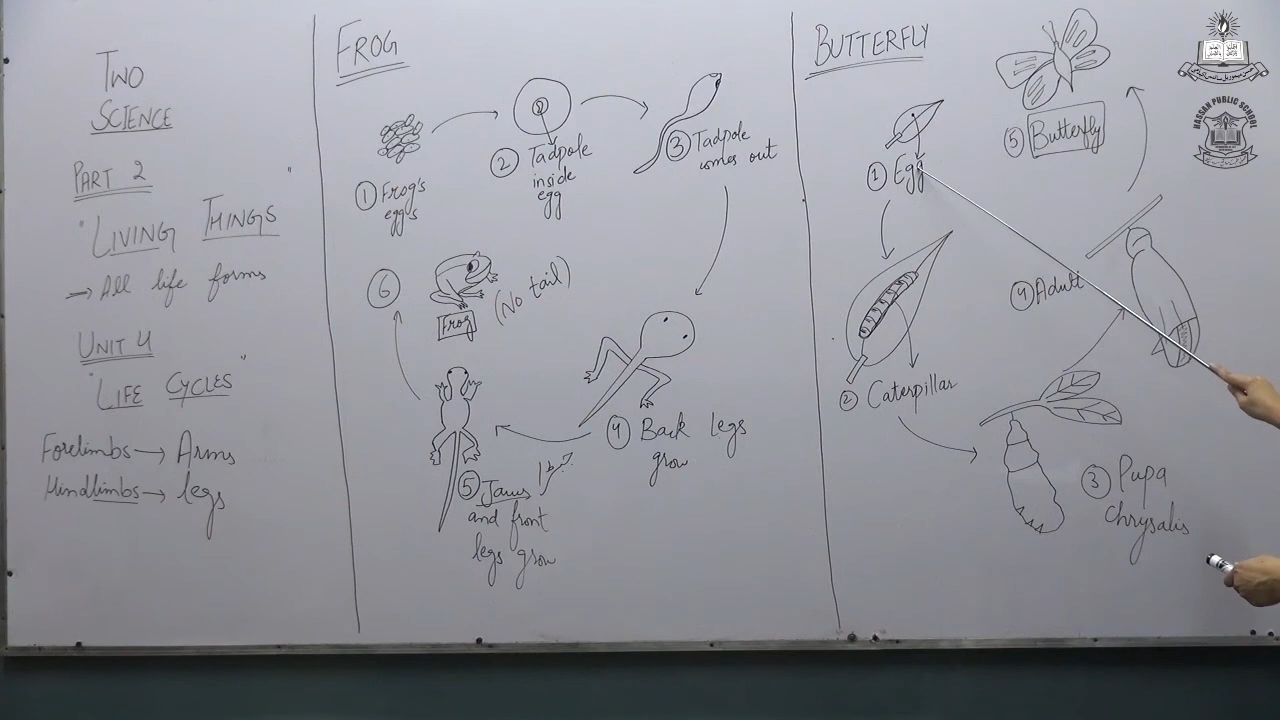 TWO
SCIENCE
PART 2
"LIVING THINGS"
→ All life forms
UNIT 4
"LIFE CYCLES"
Forelimbs → Arms
Hindlimbs → legs
FROG
① Frog's
eggs
② Tadpole
inside
egg
③ Tadpole
comes out
④ Back legs
grow
⑤ Jaws
and front
legs grow
⑥
Frog
(No tail)
BUTTERFLY
① Egg
② Caterpillar
③ Pupa
chrysalis
④ Adult
⑤ Butterfly
HASSAN PUBLIC SCHOOL